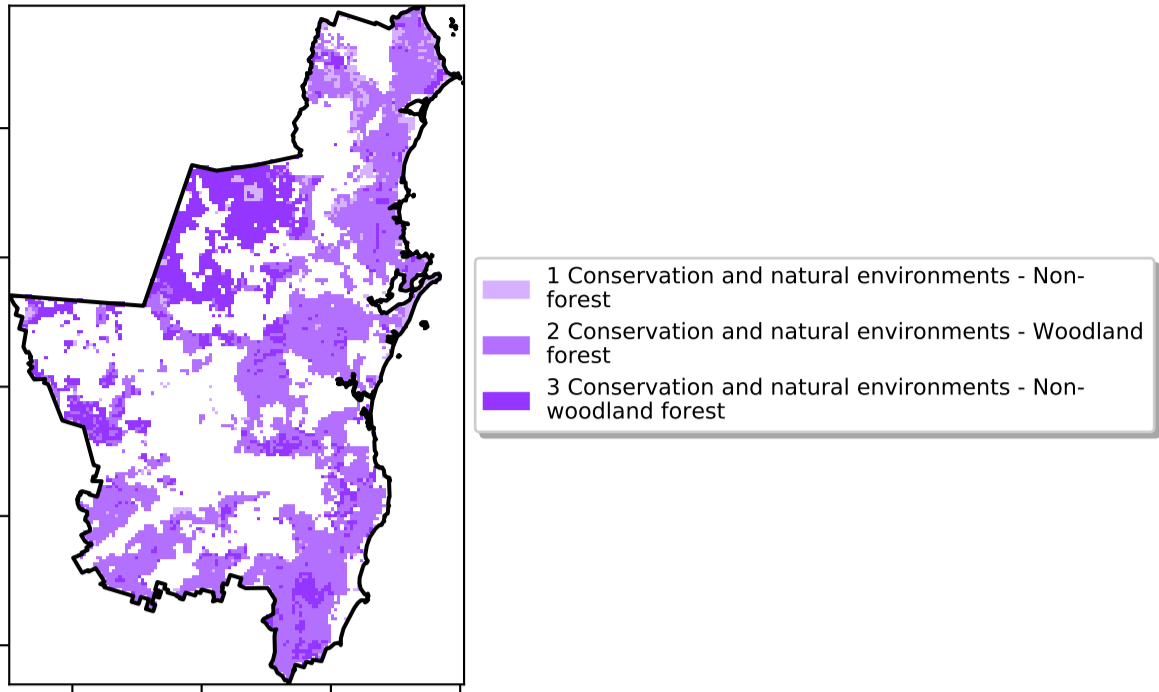 1 Conservation and natural environments - Non-
forest
2 Conservation and natural environments - Woodland
forest
3 Conservation and natural environments - Non-
woodland forest